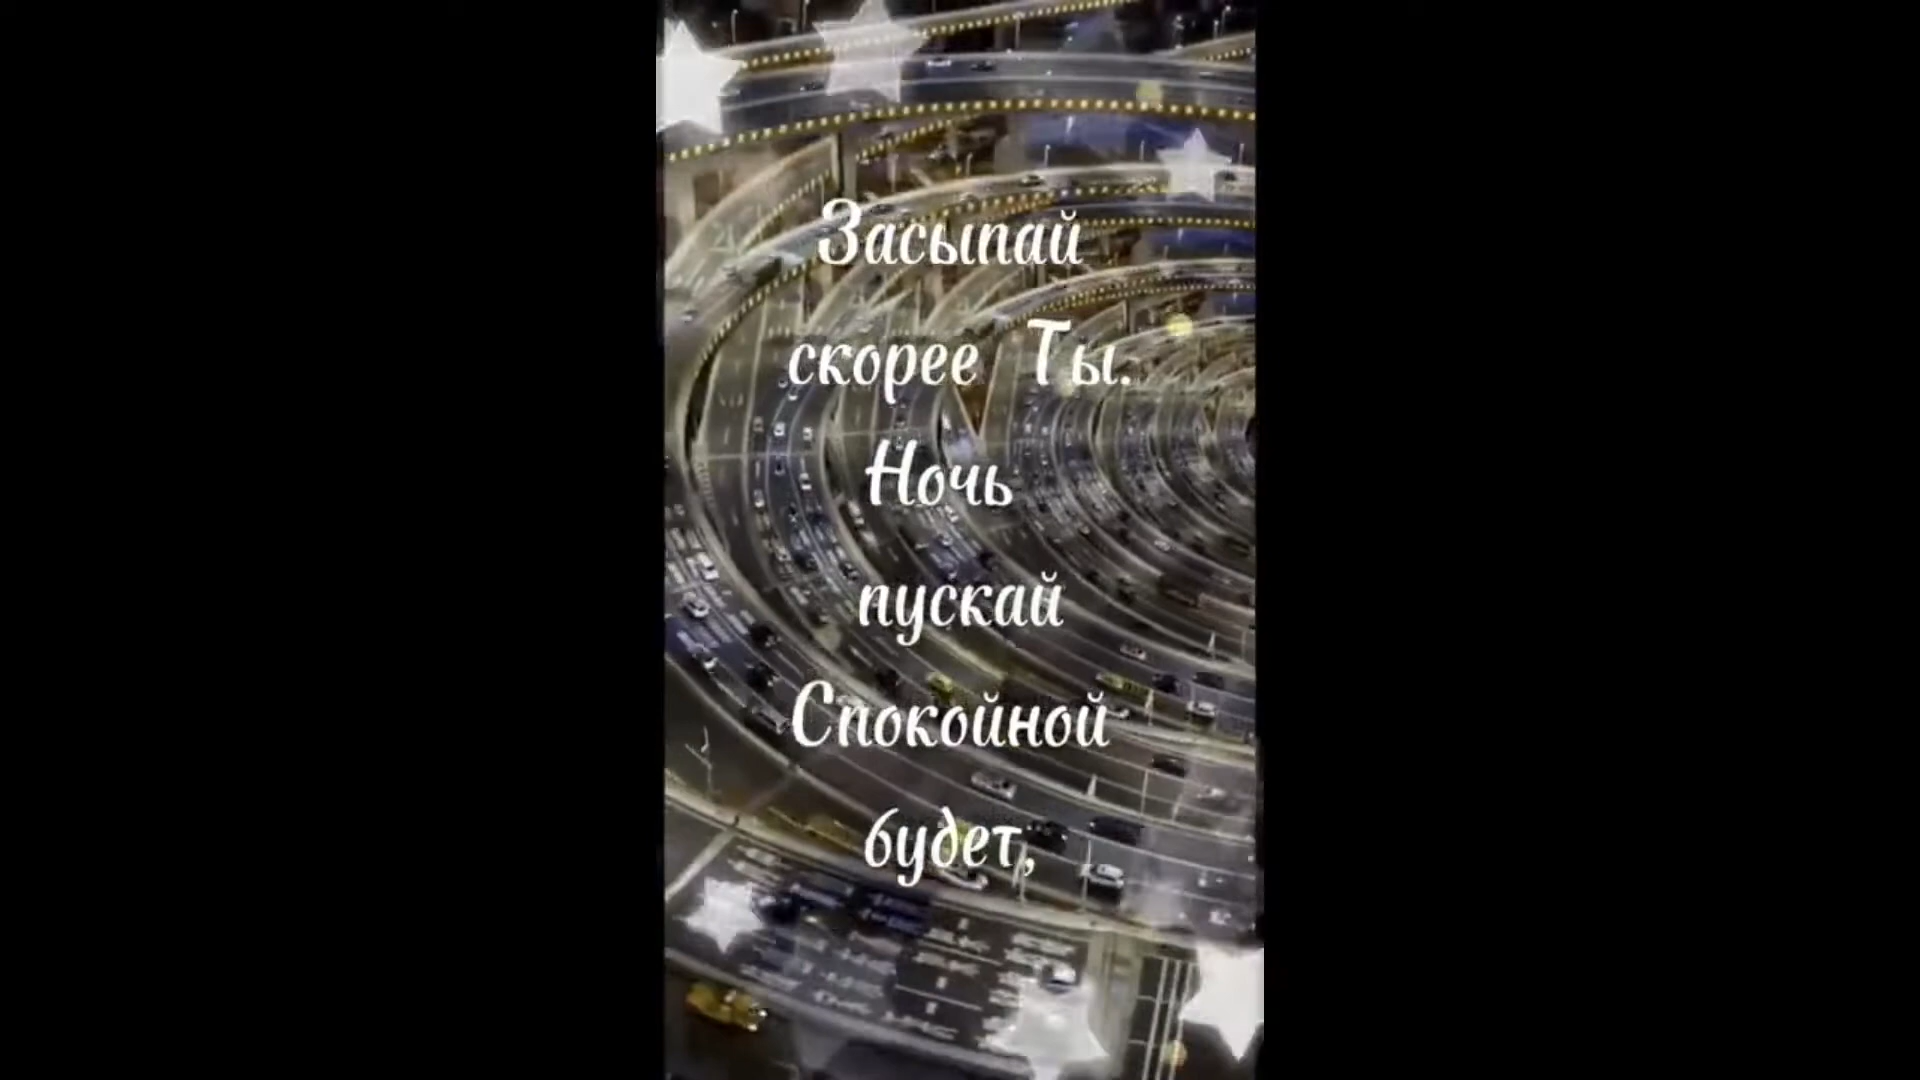 Засыпай
скорее Ты.
Ночь
пускай
Спокойной
будет,